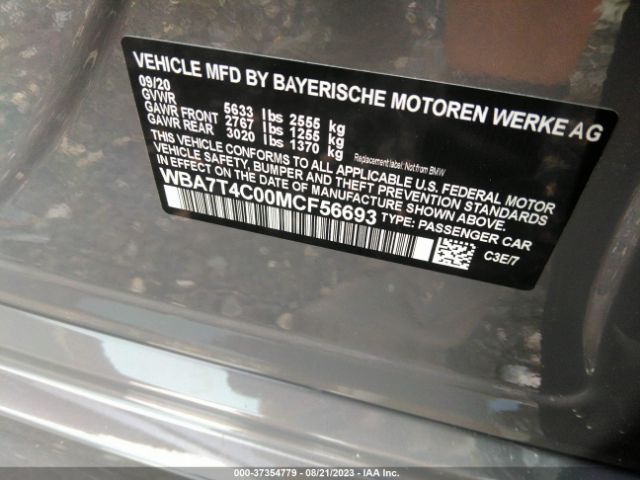 VEHICLE MFD BY BAYERISCHE MOTOREN WERKE AG
09/20
GVWR 5633 lbs 2555 kg
GAWR FRONT 2767 lbs 1255 kg
GAWR REAR 3020 lbs 1370 kg
Replacement label: Not from BMW
THIS VEHICLE CONFORMS TO ALL APPLICABLE U.S. FEDERAL MOTOR
VEHICLE SAFETY, BUMPER AND THEFT PREVENTION STANDARDS
IN EFFECT ON THE DATE OF MANUFACTURE SHOWN ABOVE.
WBA7T4C00MCF56693 TYPE: PASSENGER CAR
C3E/7
000-37354779 - 08/21/2023 - IAA Inc.